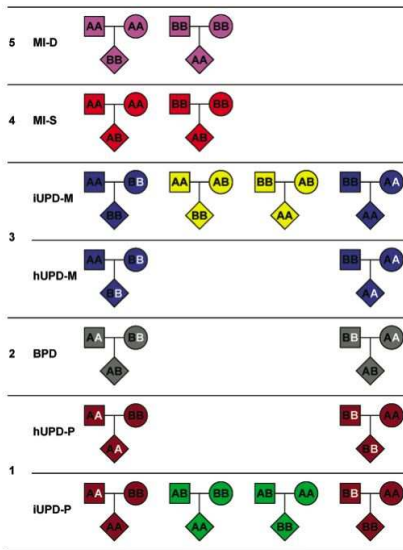 AA AA BB BB
5 MI-D
BB AA
AA AA BB BB
4 MI-S
AB AB
AA BB AA AB BB AB BB AA
iUPD-M
BB BB AA AA
3
AA BB BB AA
hUPD-M
BB AA
AA BB BB AA
2 BPD
AB AB
AA BB BB AA
hUPD-P
AA BB
1
AA BB AB BB AB AA BB AA
iUPD-P
AA AA BB BB